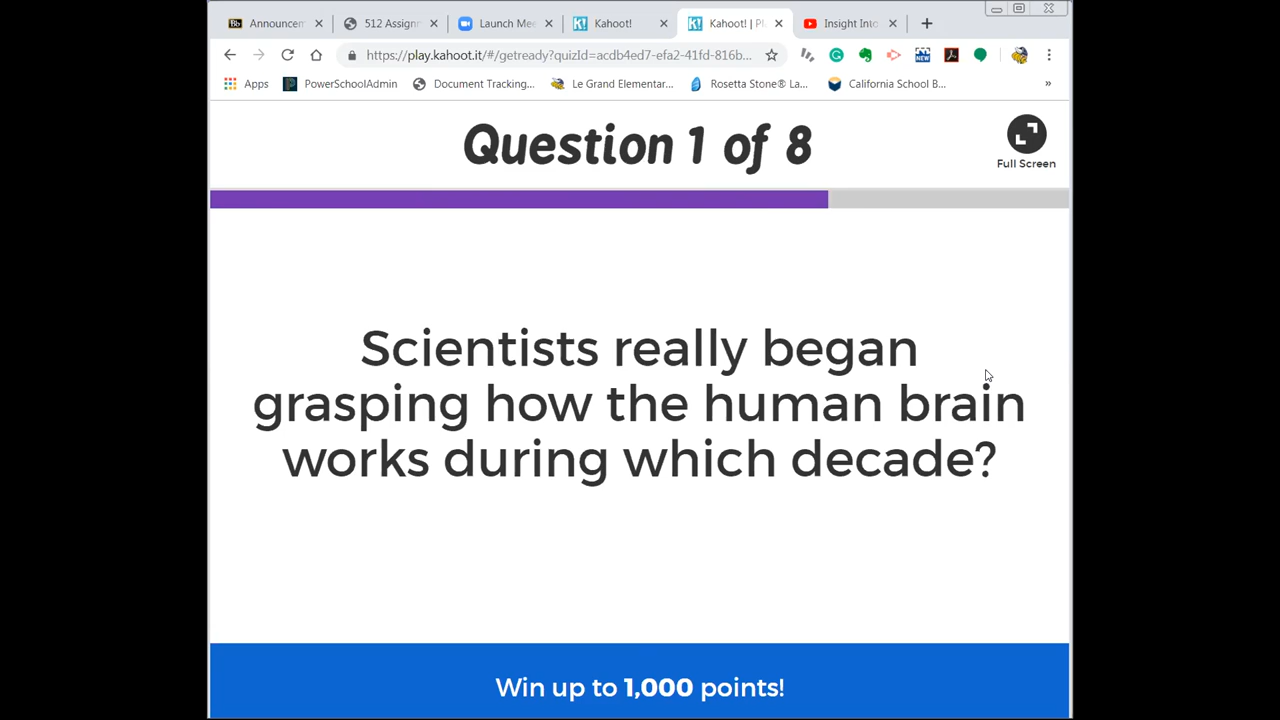 Announcem
512 Assignm
Launch Mee
Kahoot!
Kahoot! | Pl
Insight Into
https://play.kahoot.it/#/getready?quizId=acdb4ed7-efa2-41fd-816b...
NEW
Apps
PowerSchoolAdmin
Document Tracking...
Le Grand Elementar...
Rosetta Stone® La...
California School B...
»
Question 1 of 8
Full Screen
Scientists really began
grasping how the human brain
works during which decade?
Win up to 1,000 points!